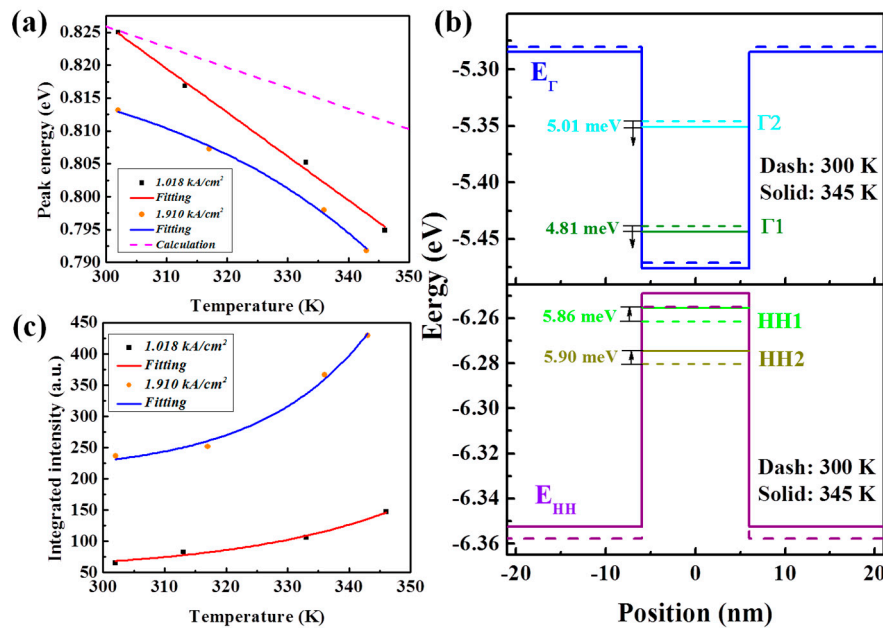 (a)
0.825
0.820
0.815
0.810
0.805
0.800
0.795
0.790
Peak energy (eV)
1.018 kA/cm²
Fitting
1.910 kA/cm²
Fitting
Calculation
300 310 320 330 340 350
Temperature (K)
(c)
450
400
350
300
250
200
150
100
50
Integrated intensity (a.u.)
1.018 kA/cm²
Fitting
1.910 kA/cm²
Fitting
300 310 320 330 340 350
Temperature (K)
(b)
Eergy (eV)
-5.30
-5.35
-5.40
-5.45
EΓ
5.01 meV
Γ2
Dash: 300 K
Solid: 345 K
4.81 meV
Γ1
-6.26
-6.28
-6.30
-6.32
-6.34
-6.36
5.86 meV
HH1
5.90 meV
HH2
Dash: 300 K
Solid: 345 K
EHH
-20 -10 0 10 20
Position (nm)